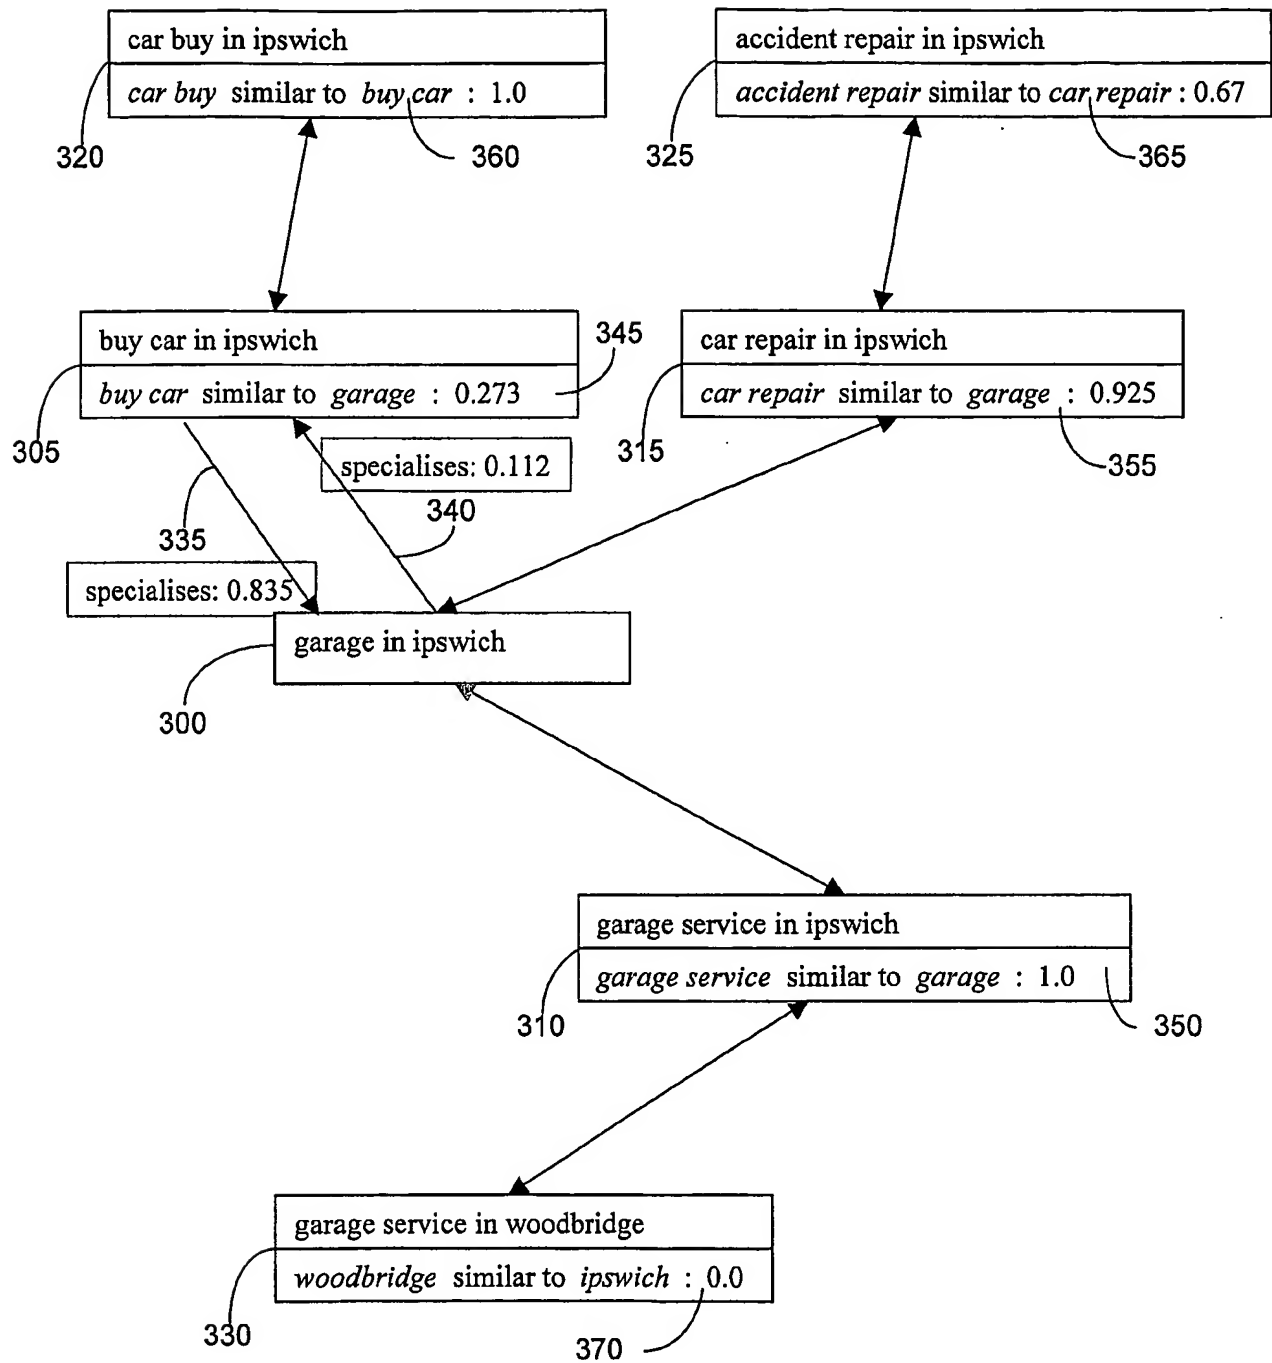 car buy in ipswich
car buy similar to buy car : 1.0
320
360
accident repair in ipswich
accident repair similar to car repair : 0.67
325
365
buy car in ipswich
buy car similar to garage : 0.273
345
305
car repair in ipswich
car repair similar to garage : 0.925
315
355
specialises: 0.112
340
335
specialises: 0.835
garage in ipswich
300
garage service in ipswich
garage service similar to garage : 1.0
310
350
garage service in woodbridge
woodbridge similar to ipswich : 0.0
330
370